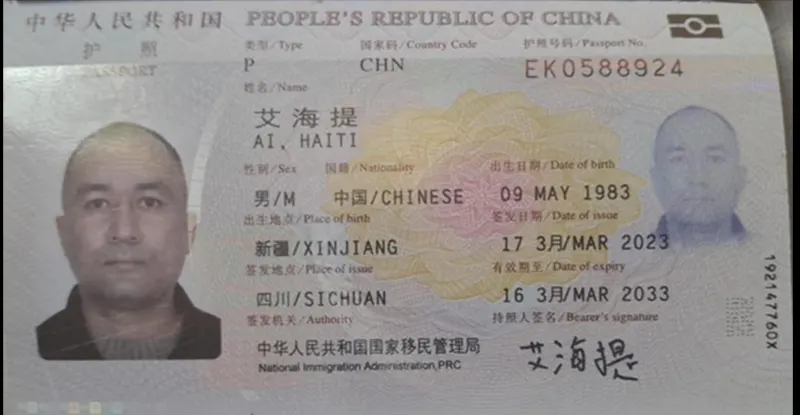 中华人民共和国 PEOPLE'S REPUBLIC OF CHINA
护照
PASSPORT
类型/Type 国家码/Country Code 护照号码/Passport No.
P CHN EK0588924
姓名/Name
艾海提
AI, HAITI
性别/Sex 国籍/Nationality 出生日期/Date of birth
男/M 中国/CHINESE 09 MAY 1983
出生地点/Place of birth 签发日期/Date of issue
新疆/XINJIANG 17 3月/MAR 2023
签发地点/Place of issue 有效期至/Date of expiry
四川/SICHUAN 16 3月/MAR 2033
签发机关/Authority 持照人签名/Bearer's signature
中华人民共和国国家移民管理局 艾海提
National Immigration Administration,PRC
19214776OX